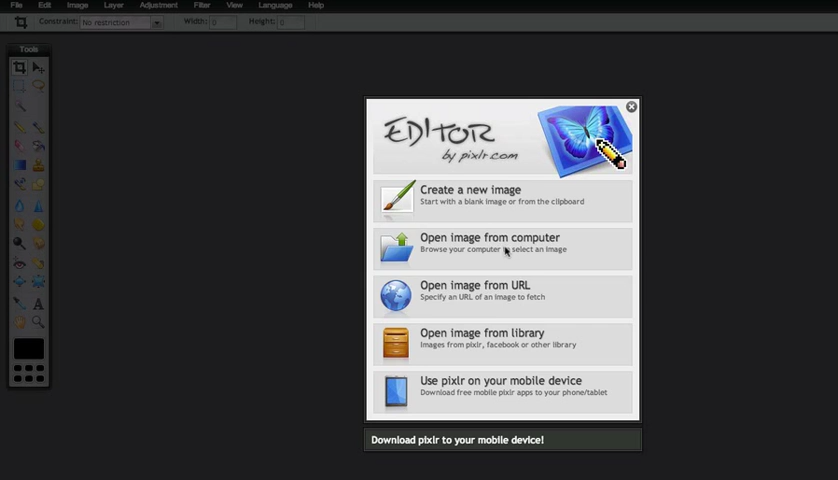 File Edit Image Layer Adjustment Filter View Language Help
Constraint: No restriction Width: 0 Height: 0
Tools
EDITOR
by pixlr.com
Create a new image
Start with a blank image or from the clipboard
Open image from computer
Browse your computer to select an image
Open image from URL
Specify an URL of an image to fetch
Open image from library
Images from pixlr, facebook or other library
Use pixlr on your mobile device
Download free mobile pixlr apps to your phone/tablet
Download pixlr to your mobile device!